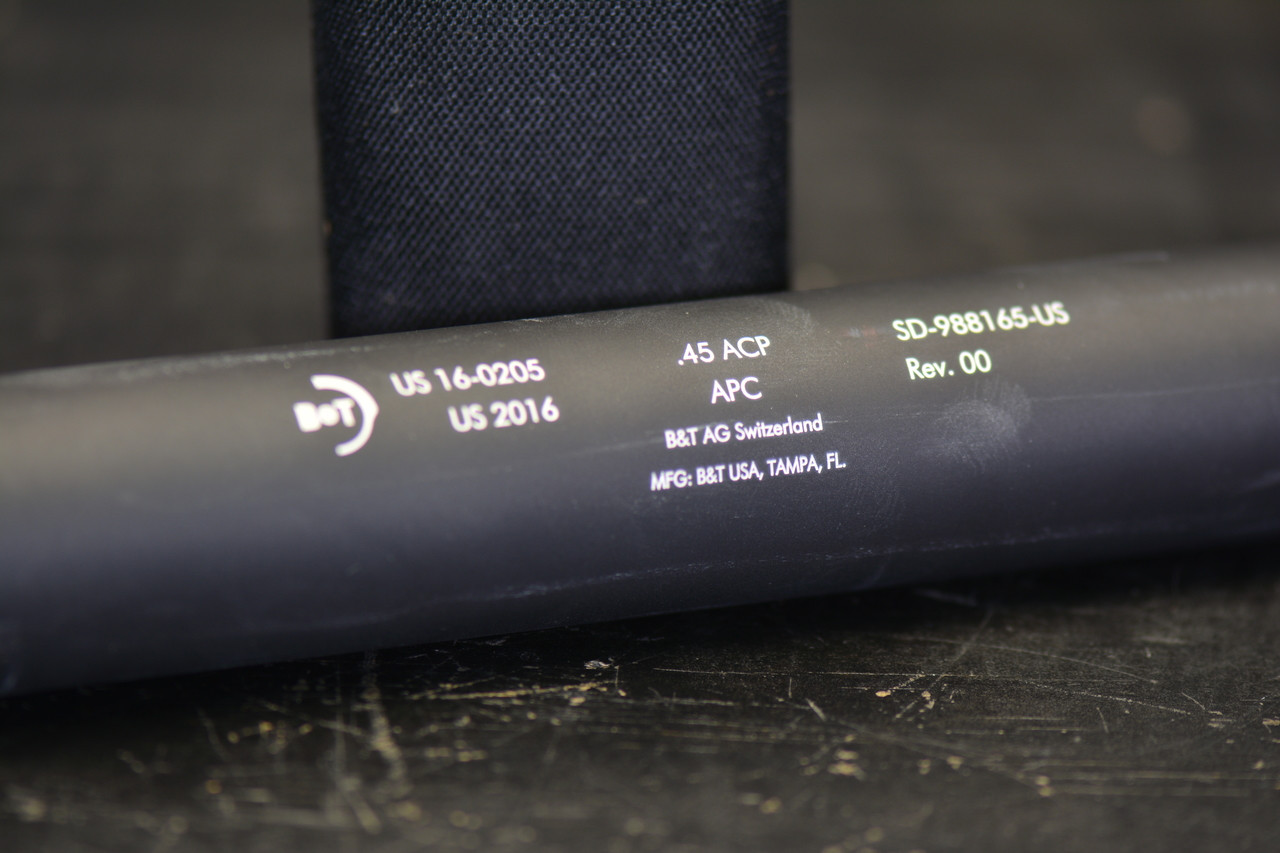 B&T
US 16-0205
US 2016
.45 ACP
APC
B&T AG Switzerland
MFG: B&T USA, TAMPA, FL.
SD-988165-US
Rev. 00